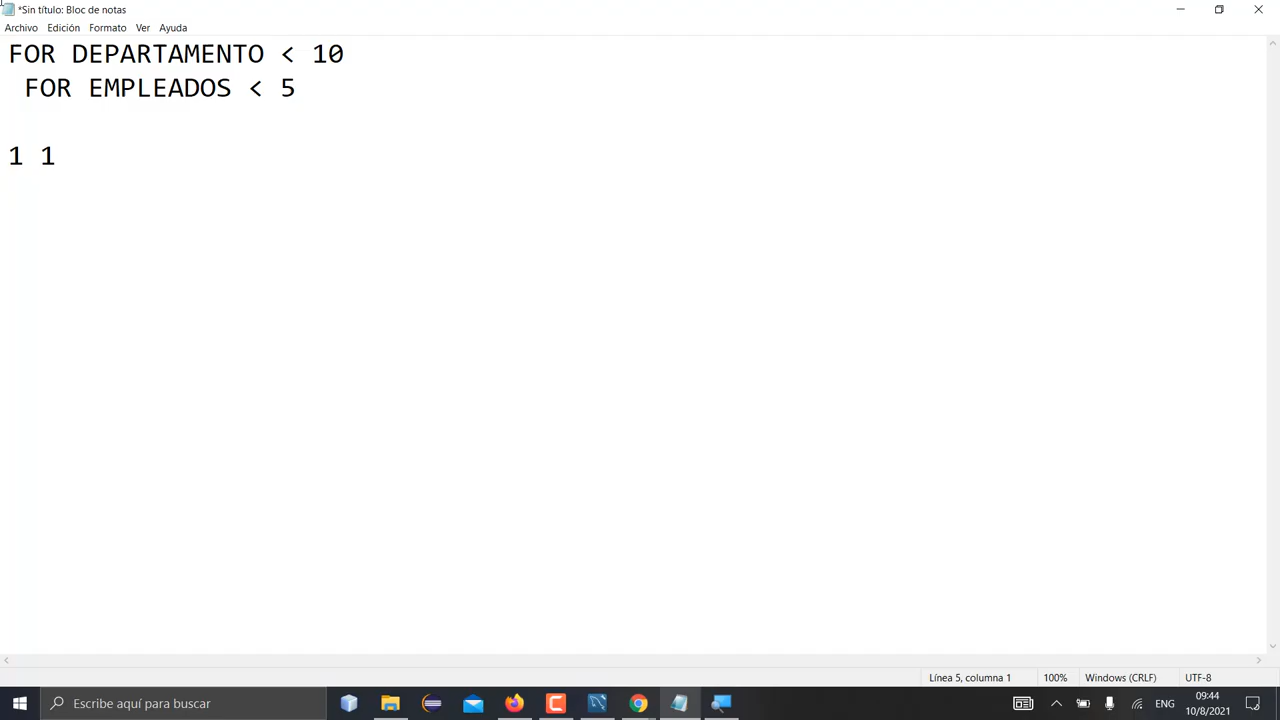 *Sin título: Bloc de notas
Archivo Edición Formato Ver Ayuda
FOR DEPARTAMENTO < 10
FOR EMPLEADOS < 5
1 1
Línea 5, columna 1 100% Windows (CRLF) UTF-8
Escribe aquí para buscar
ENG
09:44
10/8/2021